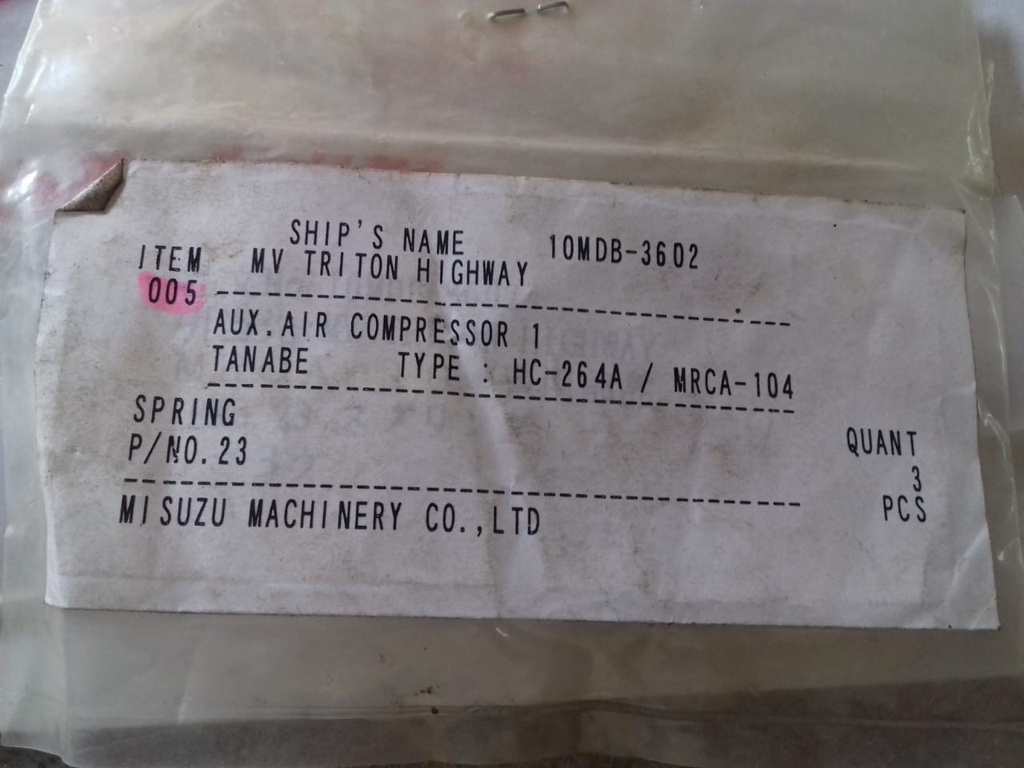 SHIP'S NAME 10MDB-3602
ITEM MV TRITON HIGHWAY
005
AUX.AIR COMPRESSOR 1
TANABE TYPE : HC-264A / MRCA-104
SPRING
P/NO.23
QUANT
3
PCS
MISUZU MACHINERY CO.,LTD